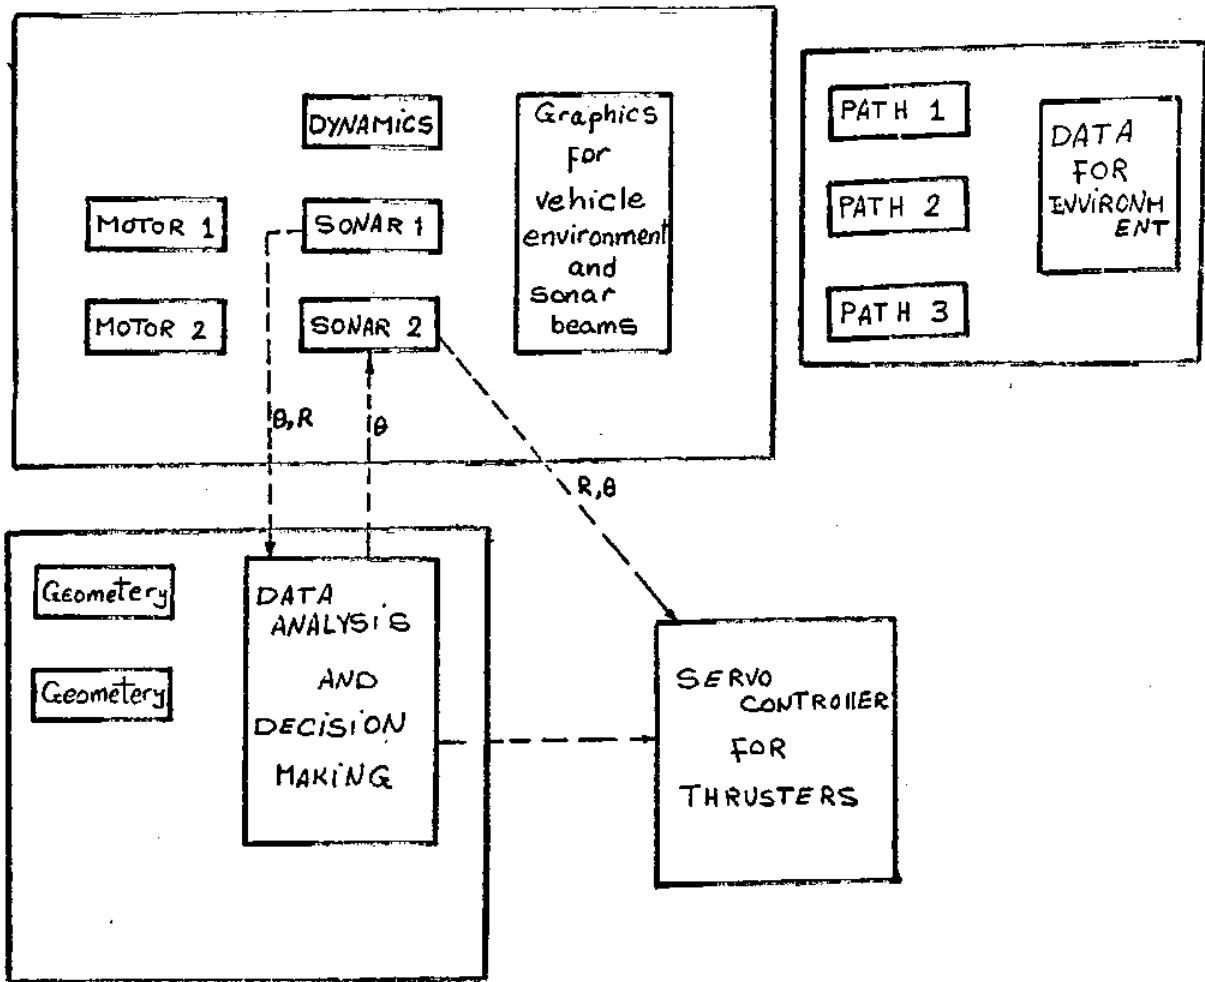 DYNAMICS
MOTOR 1
SONAR 1
MOTOR 2
SONAR 2
Graphics
For
vehicle
environment
and
sonar
beams
PATH 1
PATH 2
PATH 3
DATA
FOR
ENVIRONM
ENT
θ,R
θ
R,θ
Geometery
Geometery
DATA
ANALYSIS
AND
DECISION
MAKING
SERVO
CONTROLLER
FOR
THRUSTERS